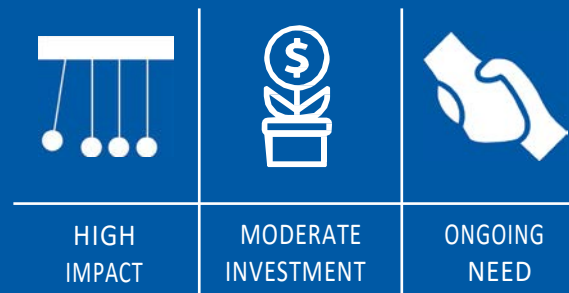 $
HIGH
IMPACT
MODERATE
INVESTMENT
ONGOING
NEED